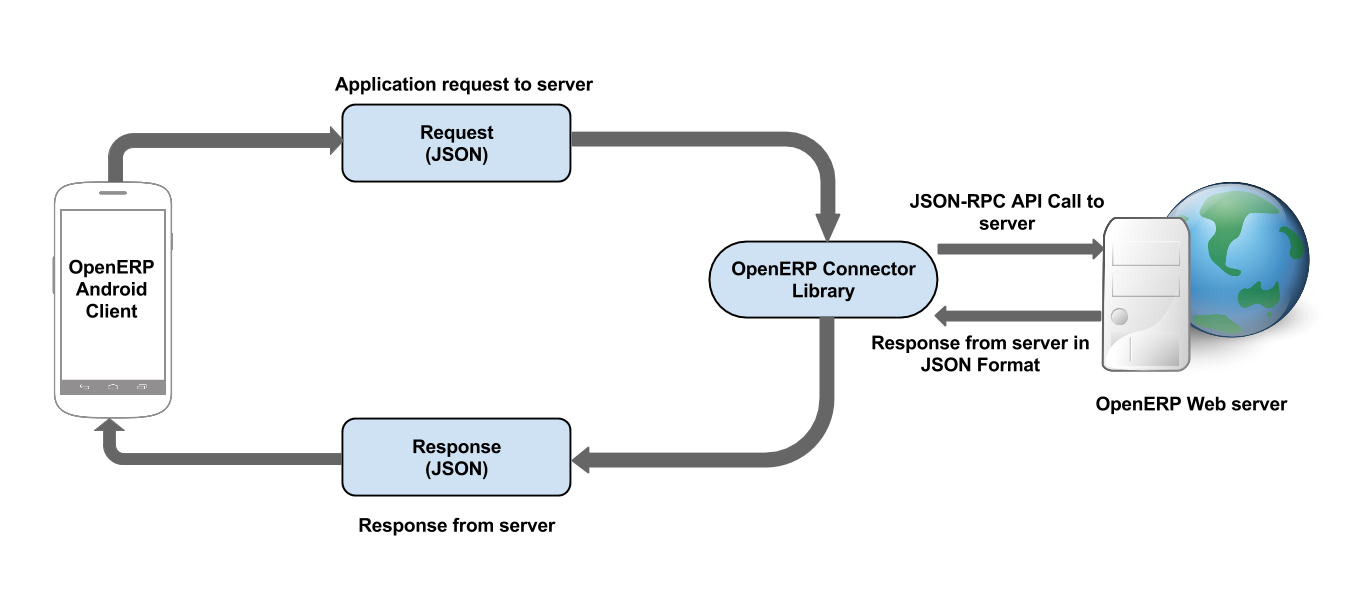 Application request to server
Request
(JSON)
JSON-RPC API Call to
server
OpenERP
Android
Client
OpenERP Connector
Library
Response from server in
JSON Format
OpenERP Web server
Response
(JSON)
Response from server